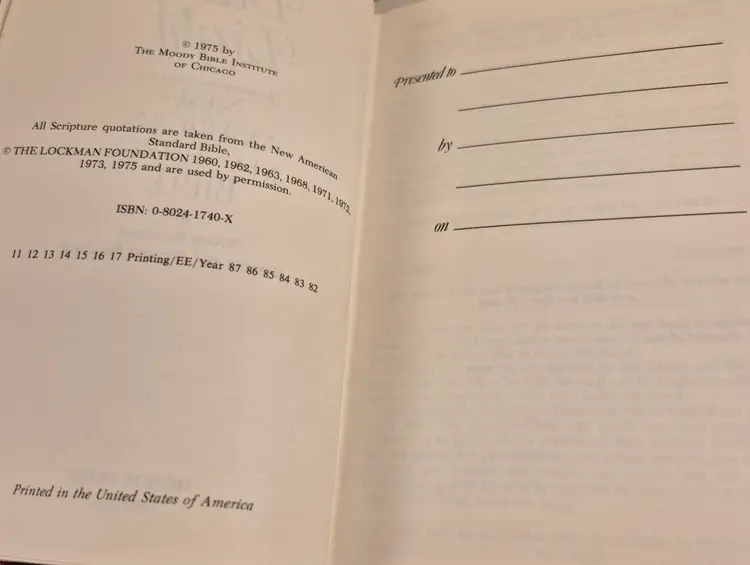 © 1975 by
THE MOODY BIBLE INSTITUTE
OF CHICAGO
All Scripture quotations are taken from the New American
Standard Bible,
© THE LOCKMAN FOUNDATION 1960, 1962, 1963, 1968, 1971, 1972,
1973, 1975 and are used by permission.
ISBN: 0-8024-1740-X
11 12 13 14 15 16 17 Printing/EE/Year 87 86 85 84 83 82
Printed in the United States of America
Presented to
by
on